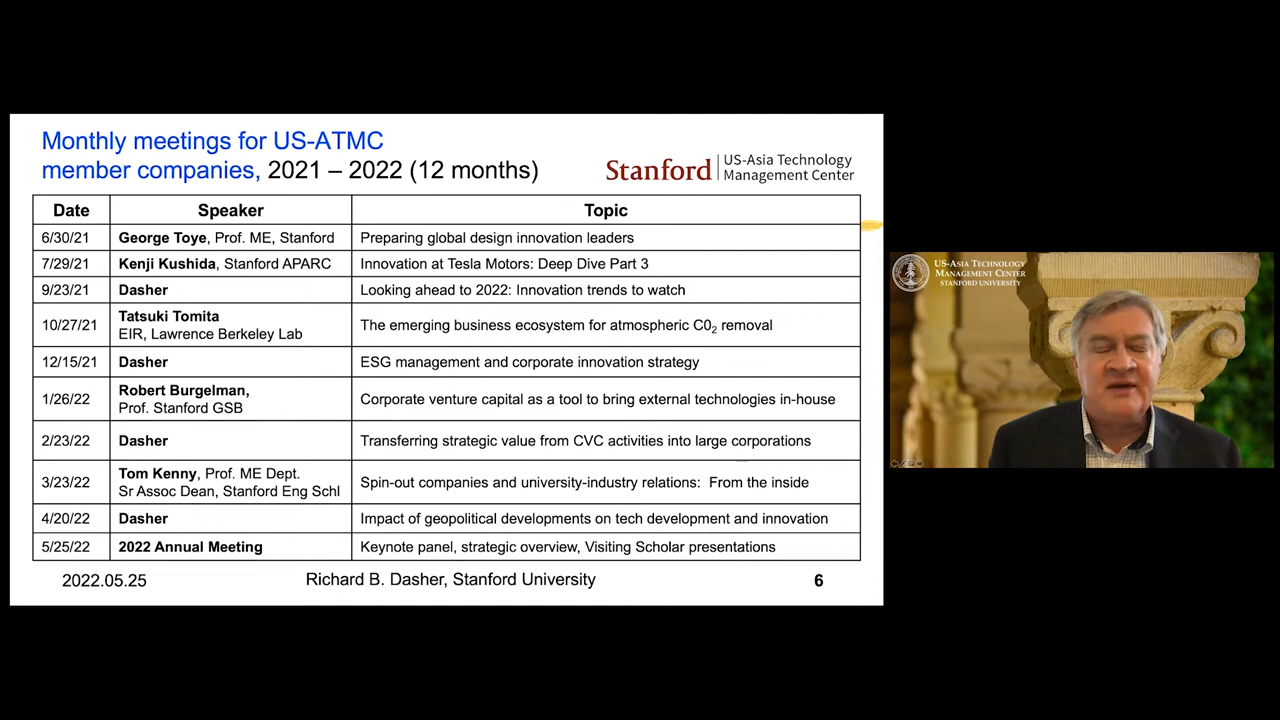 Monthly meetings for US-ATMC
member companies, 2021 – 2022 (12 months)
Stanford
US-Asia Technology
Management Center
Date Speaker Topic
6/30/21 George Toye, Prof. ME, Stanford Preparing global design innovation leaders
7/29/21 Kenji Kushida, Stanford APARC Innovation at Tesla Motors: Deep Dive Part 3
9/23/21 Dasher Looking ahead to 2022: Innovation trends to watch
10/27/21 Tatsuki Tomita
EIR, Lawrence Berkeley Lab
The emerging business ecosystem for atmospheric C0₂ removal
12/15/21 Dasher ESG management and corporate innovation strategy
1/26/22 Robert Burgelman,
Prof. Stanford GSB
Corporate venture capital as a tool to bring external technologies in-house
2/23/22 Dasher Transferring strategic value from CVC activities into large corporations
3/23/22 Tom Kenny, Prof. ME Dept.
Sr Assoc Dean, Stanford Eng Schl
Spin-out companies and university-industry relations: From the inside
4/20/22 Dasher Impact of geopolitical developments on tech development and innovation
5/25/22 2022 Annual Meeting Keynote panel, strategic overview, Visiting Scholar presentations
2022.05.25 Richard B. Dasher, Stanford University 6
US-Asia Technology
Management Center
Stanford University